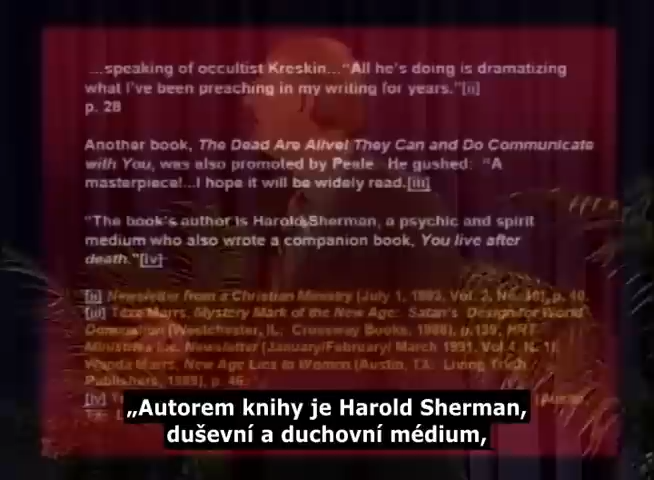 ...speaking of occultist Kreskin..."All he's doing is dramatizing
what I've been preaching in my writing for years."[ii]
p. 28
Another book, The Dead Are Alive! They Can and Do Communicate
with You, was also promoted by Peale. He gushed: "A
masterpiece!...I hope it will be widely read.[iii]
"The book's author is Harold Sherman, a psychic and spirit
medium who also wrote a companion book, You live after
death."[iv]
[ii] Newsletter from a Christian Ministry (July 1, Vol. 2, No. p. 40.
[iii] Texe Marrs, Mystery Mark of the New Age: Satan's Design for World
Domination (Westchester, IL: Crossway Books, 1988), p.
Ministries Newsletter (January/February/ March 1991, Vol. 4, N. 1),
Wanda Marrs, New Age Lies to Women (Austin, TX: Living Truth
Publishers, 1989), p. 46.
[iv]
„Autorem knihy je Harold Sherman,
duševní a duchovní médium,